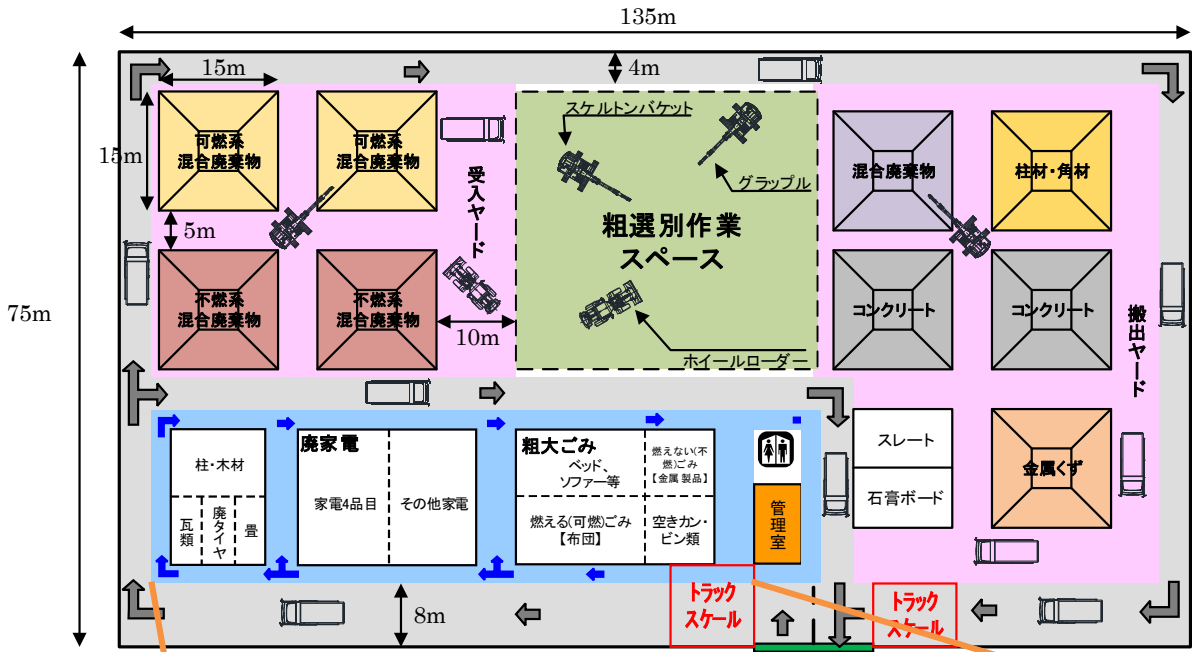 135m
15m
4m
スケルトンバケット
可燃系
混合廃棄物
可燃系
混合廃棄物
15m
グラップル
混合廃棄物
柱材・角材
受入ヤード
粗選別作業
スペース
5m
75m
不燃系
混合廃棄物
不燃系
混合廃棄物
コンクリート
コンクリート
搬出ヤード
10m
ホイールローダー
廃家電
粗大ごみ
ベッド、
ソファー等
燃えない(不
燃)ごみ
【金属製品】
スレート
柱・木材
金属くず
家電4品目
その他家電
石膏ボード
瓦類
廃タイヤ
畳
燃える(可燃)ごみ
【布団】
空きカン・
ビン類
管理室
トラック
スケール
トラック
スケール
8m